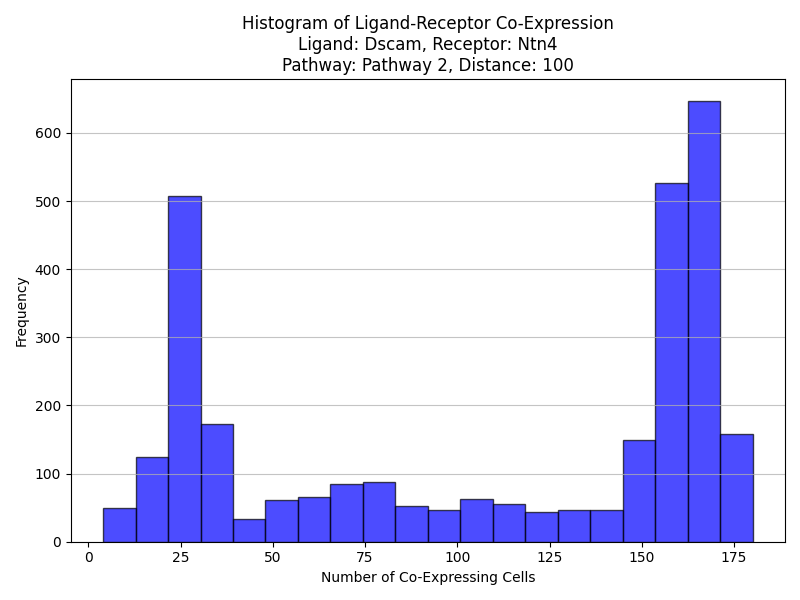 Histogram of Ligand-Receptor Co-Expression
Ligand: Dscam, Receptor: Ntn4
Pathway: Pathway 2, Distance: 100
600
500
400
300
200
100
0
Frequency
0 25 50 75 100 125 150 175
Number of Co-Expressing Cells